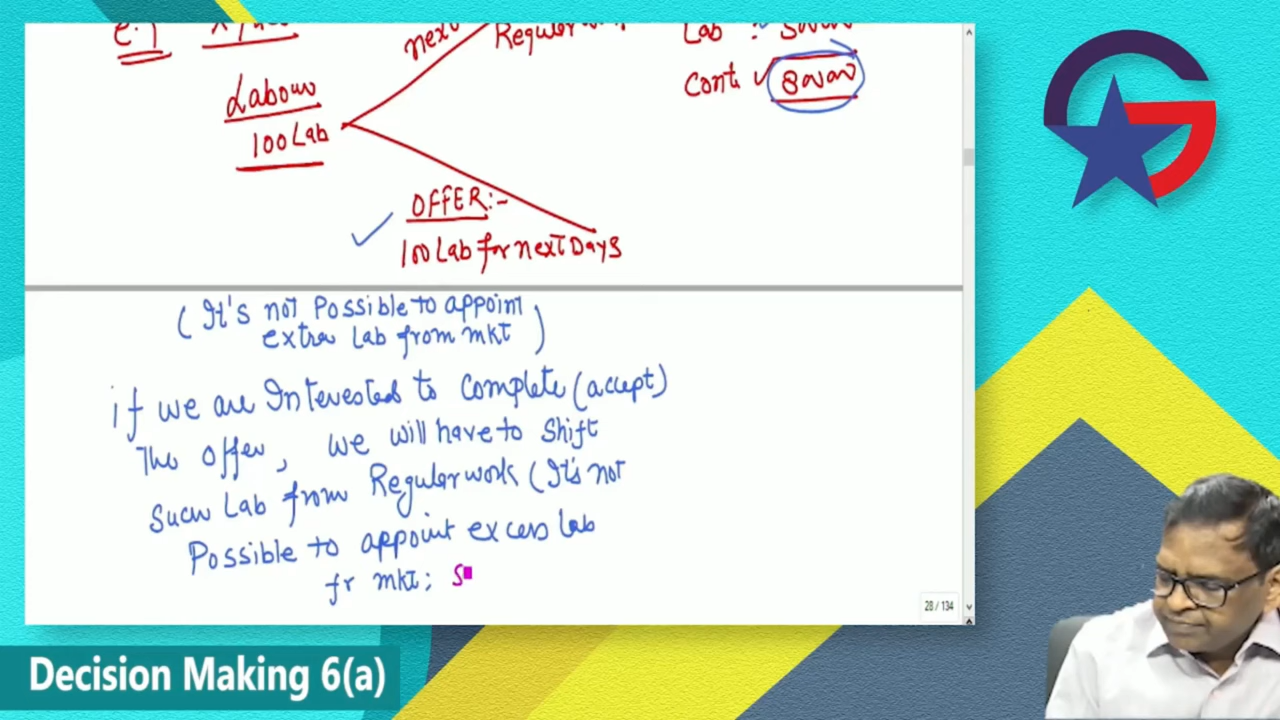 e.g
next
Regular
Lab :
Cont
Labour
100 Lab
OFFER:-
100 Lab for next Days
(It's not Possible to appoint
extra Lab from mkt)
if we are Interested to Complete (accept)
The Offer, we will have to Shift
Such Lab from Regular work (It's not
Possible to appoint excess Lab
fr mkt; S
28 / 134
Decision Making 6(a)